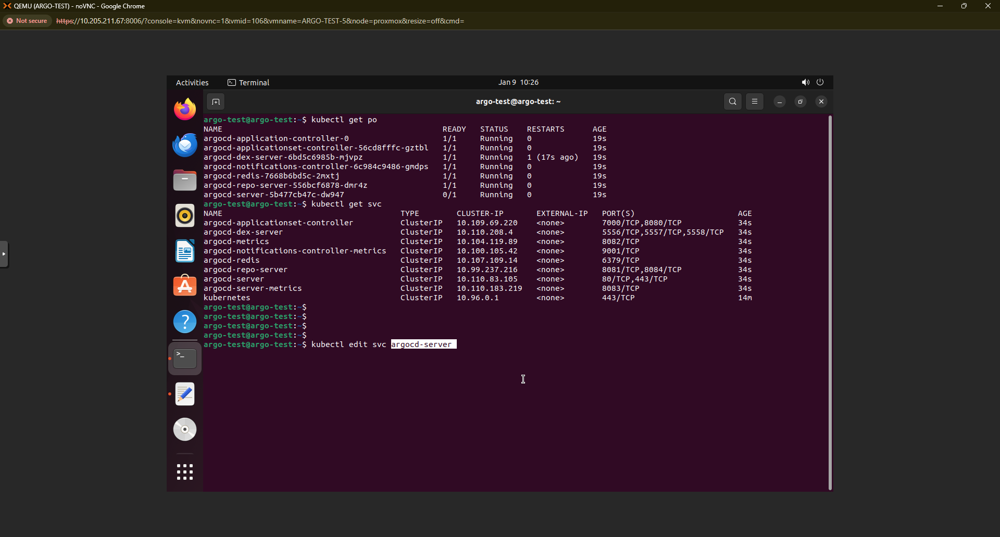 QEMU (ARGO-TEST) - noVNC - Google Chrome
Not secure https://10.205.211.67:8006/?console=kvm&novnc=1&vmid=106&vmname=ARGO-TEST-5&node=proxmox&resize=off&cmd=
Activities Terminal Jan 9 10:26
argo-test@argo-test: ~
argo-test@argo-test:~$ kubectl get po
NAME READY STATUS RESTARTS AGE
argocd-application-controller-0 1/1 Running 0 19s
argocd-applicationset-controller-56cd8fffc-gztbl 1/1 Running 0 19s
argocd-dex-server-6bd5c6985b-mjvpz 1/1 Running 1 (17s ago) 19s
argocd-notifications-controller-6c984c9486-gmdps 1/1 Running 0 19s
argocd-redis-7668b6bd5c-2mxtj 1/1 Running 0 19s
argocd-repo-server-556bcf6878-dmr4z 1/1 Running 0 19s
argocd-server-5b477cb47c-dw947 0/1 Running 0 19s
argo-test@argo-test:~$ kubectl get svc
NAME TYPE CLUSTER-IP EXTERNAL-IP PORT(S) AGE
argocd-applicationset-controller ClusterIP 10.109.69.220 <none> 7000/TCP,8080/TCP 34s
argocd-dex-server ClusterIP 10.110.208.4 <none> 5556/TCP,5557/TCP,5558/TCP 34s
argocd-metrics ClusterIP 10.104.119.89 <none> 8082/TCP 34s
argocd-notifications-controller-metrics ClusterIP 10.100.105.42 <none> 9001/TCP 34s
argocd-redis ClusterIP 10.107.109.14 <none> 6379/TCP 34s
argocd-repo-server ClusterIP 10.99.237.216 <none> 8081/TCP,8084/TCP 34s
argocd-server ClusterIP 10.110.83.105 <none> 80/TCP,443/TCP 34s
argocd-server-metrics ClusterIP 10.110.183.219 <none> 8083/TCP 34s
kubernetes ClusterIP 10.96.0.1 <none> 443/TCP 14m
argo-test@argo-test:~$
argo-test@argo-test:~$
argo-test@argo-test:~$
argo-test@argo-test:~$
argo-test@argo-test:~$ kubectl edit svc argocd-server